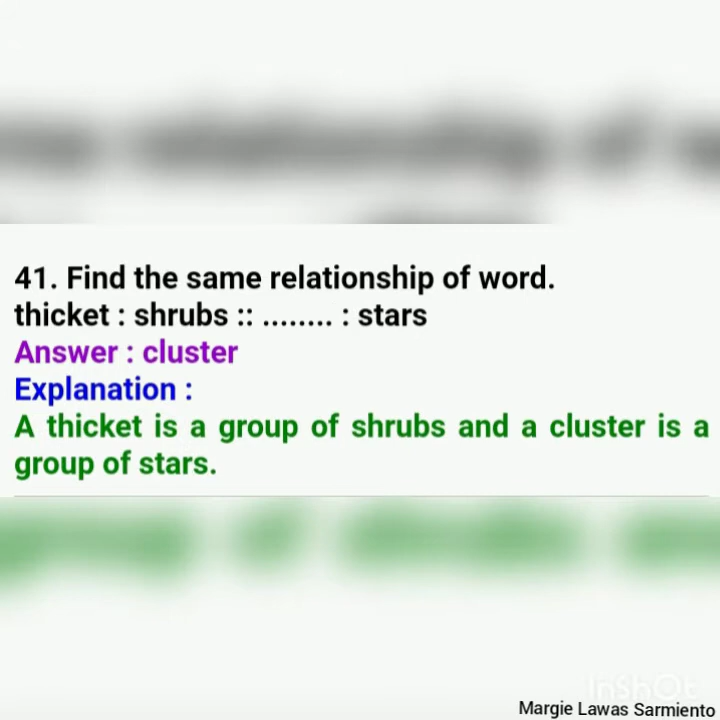 41. Find the same relationship of word.
thicket : shrubs :: ........ : stars
Answer : cluster
Explanation :
A thicket is a group of shrubs and a cluster is a
group of stars.
InShOt
Margie Lawas Sarmiento